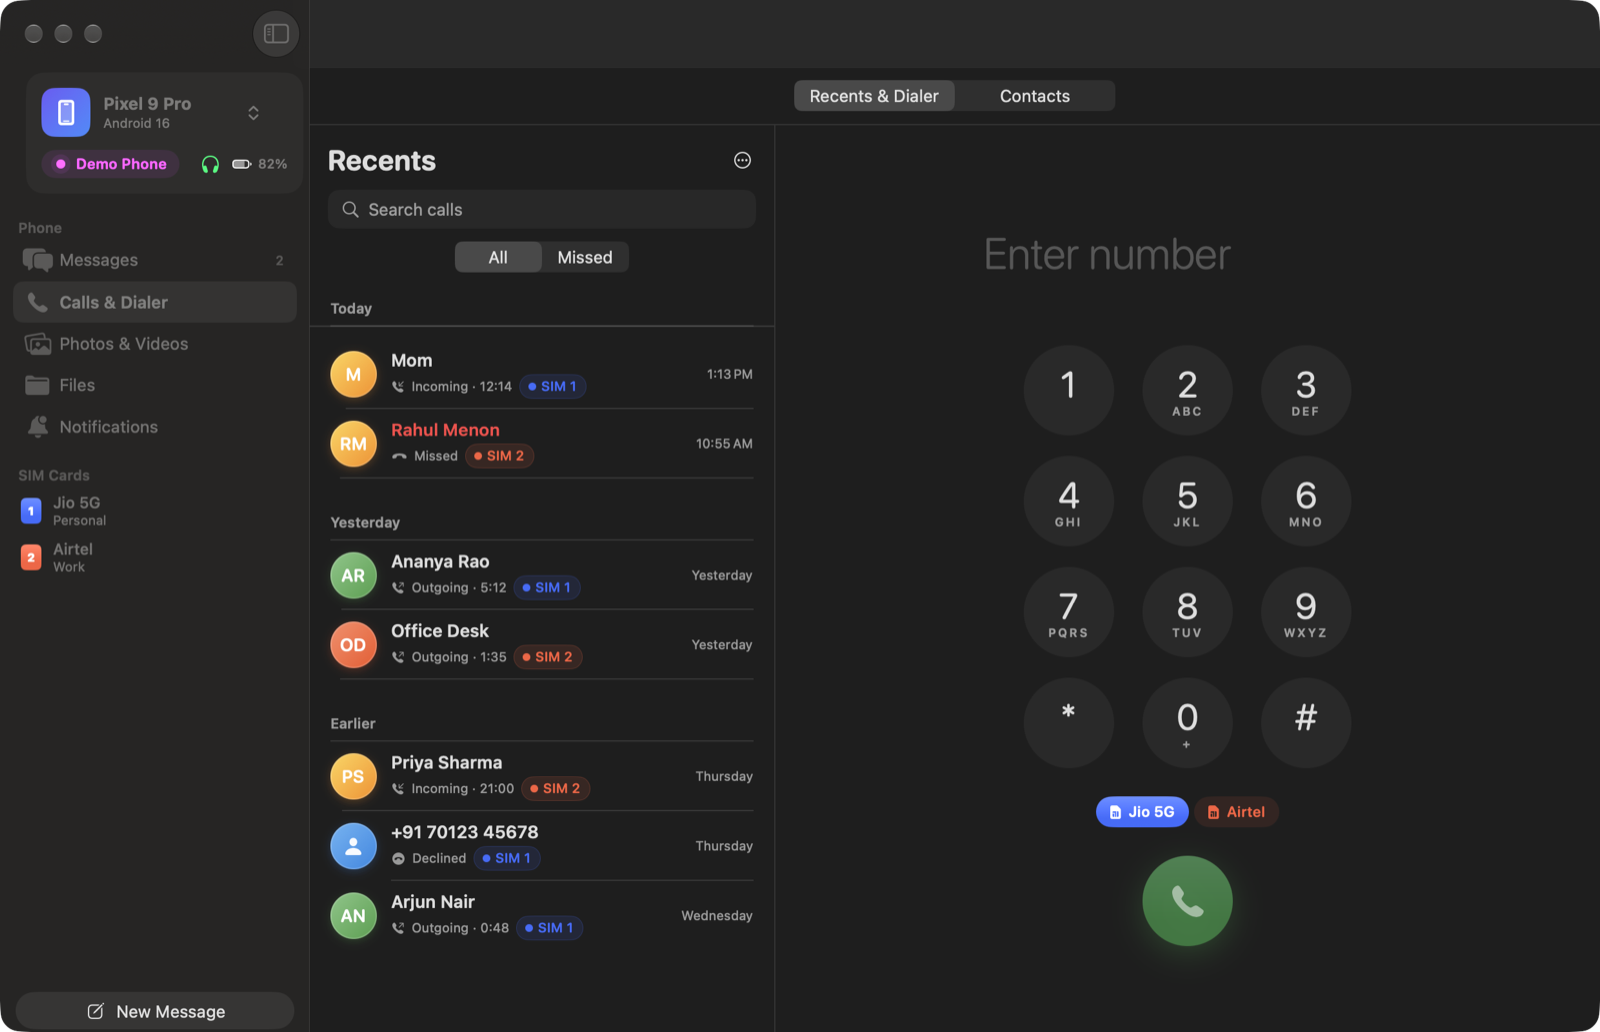 Pixel 9 Pro
Android 16
Demo Phone
82%
Phone
Messages
2
Calls & Dialer
Photos & Videos
Files
Notifications
SIM Cards
1
Jio 5G
Personal
2
Airtel
Work
New Message
Recents & Dialer
Contacts
Recents
Search calls
All
Missed
Today
M
Mom
Incoming · 12:14
SIM 1
1:13 PM
RM
Rahul Menon
Missed
SIM 2
10:55 AM
Yesterday
AR
Ananya Rao
Outgoing · 5:12
SIM 1
Yesterday
OD
Office Desk
Outgoing · 1:35
SIM 2
Yesterday
Earlier
PS
Priya Sharma
Incoming · 21:00
SIM 2
Thursday
+91 70123 45678
Declined
SIM 1
Thursday
AN
Arjun Nair
Outgoing · 0:48
SIM 1
Wednesday
Enter number
1
2
ABC
3
DEF
4
GHI
5
JKL
6
MNO
7
PQRS
8
TUV
9
WXYZ
*
0
+
#
Jio 5G
Airtel